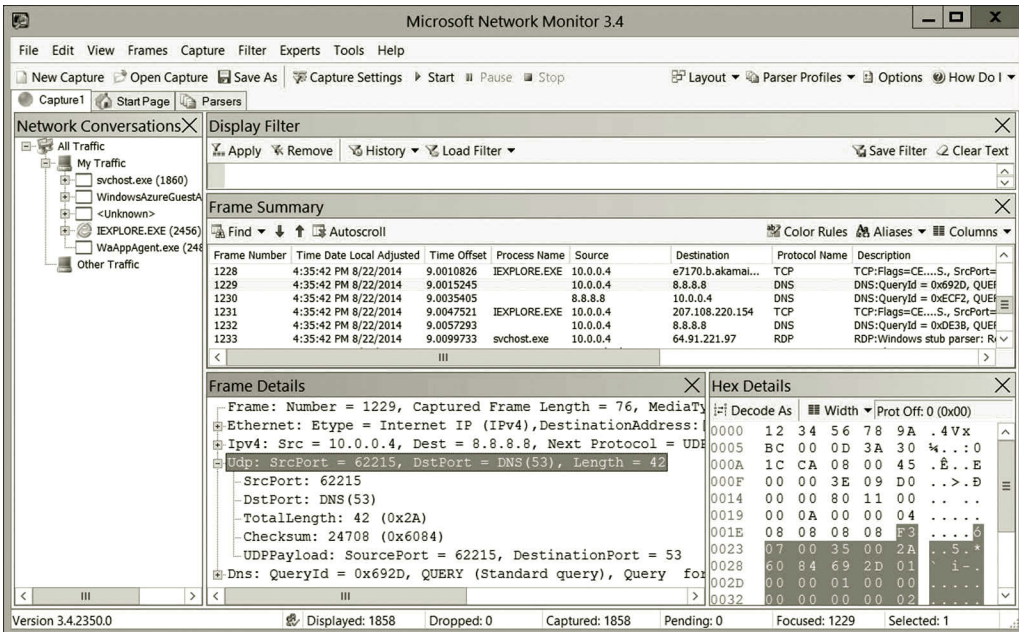 Microsoft Network Monitor 3.4
File Edit View Frames Capture Filter Experts Tools Help
New Capture Open Capture Save As Capture Settings Start Pause Stop Layout Parser Profiles Options How Do I
Capture1 Start Page Parsers
Network Conversations
All Traffic
My Traffic
svchost.exe (1860)
WindowsAzureGuestA
<Unknown>
IEXPLORE.EXE (2456)
WaAppAgent.exe (248
Other Traffic
Display Filter
Apply Remove History Load Filter Save Filter Clear Text
Frame Summary
Find Autoscroll Color Rules Aliases Columns
Frame Number Time Date Local Adjusted Time Offset Process Name Source Destination Protocol Name Description
1228 4:35:42 PM 8/22/2014 9.0010826 IEXPLORE.EXE 10.0.0.4 e7170.b.akamai... TCP TCP:Flags=CE....S., SrcPort=
1229 4:35:42 PM 8/22/2014 9.0015245 10.0.0.4 8.8.8.8 DNS DNS:QueryId = 0x692D, QUE
1230 4:35:42 PM 8/22/2014 9.0035405 8.8.8.8 10.0.0.4 DNS DNS:QueryId = 0xECF2, QUE
1231 4:35:42 PM 8/22/2014 9.0047521 IEXPLORE.EXE 10.0.0.4 207.108.220.154 TCP TCP:Flags=CE....S., SrcPort=
1232 4:35:42 PM 8/22/2014 9.0057293 10.0.0.4 8.8.8.8 DNS DNS:QueryId = 0xDE3B, QUE
1233 4:35:42 PM 8/22/2014 9.0099733 svchost.exe 10.0.0.4 64.91.221.97 RDP RDP:Windows stub parser: R
Frame Details
Frame: Number = 1229, Captured Frame Length = 76, MediaTy
Ethernet: Etype = Internet IP (IPv4),DestinationAddress:[
Ipv4: Src = 10.0.0.4, Dest = 8.8.8.8, Next Protocol = UDP
Udp: SrcPort = 62215, DstPort = DNS(53), Length = 42
SrcPort: 62215
DstPort: DNS(53)
TotalLength: 42 (0x2A)
Checksum: 24708 (0x6084)
UDPPayload: SourcePort = 62215, DestinationPort = 53
Dns: QueryId = 0x692D, QUERY (Standard query), Query for
Hex Details
Decode As Width Prot Off: 0 (0x00)
0000 12 34 56 78 9A .4Vx
0005 BC 00 0D 3A 30 ¼..:0
000A 1C CA 08 00 45 .Ê..E
000F 00 00 3E 09 D0 ..>.Ð
0014 00 00 80 11 00 .. ..
0019 00 0A 00 00 04 .....
001E 08 08 08 08 F3 ....ó
0023 07 00 35 00 2A ..5.*
0028 60 84 69 2D 01 ` i-.
002D 00 00 01 00 00 .....
0032 00 00 00 00 02 .....
Version 3.4.2350.0 Displayed: 1858 Dropped: 0 Captured: 1858 Pending: 0 Focused: 1229 Selected: 1